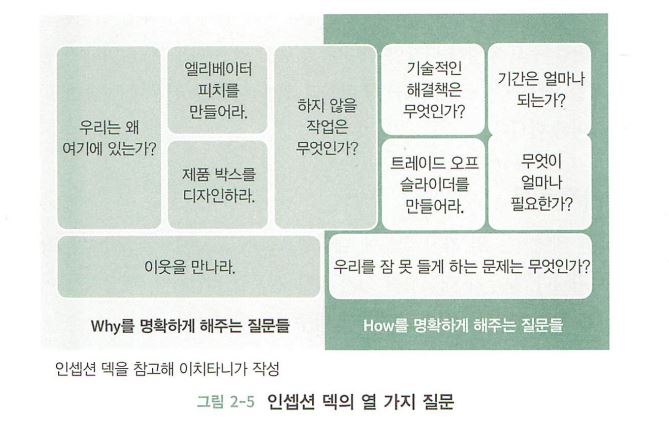 우리는 왜
여기에 있는가?
엘리베이터
피치를
만들어라.
제품 박스를
디자인하라.
하지 않을
작업은
무엇인가?
이웃을 만나라.
Why를 명확하게 해주는 질문들
기술적인
해결책은
무엇인가?
기간은 얼마나
되는가?
트레이드 오프
슬라이더를
만들어라.
무엇이
얼마나
필요한가?
우리를 잠 못 들게 하는 문제는 무엇인가?
How를 명확하게 해주는 질문들
인셉션 덱을 참고해 이치타니가 작성
그림 2-5 인셉션 덱의 열 가지 질문